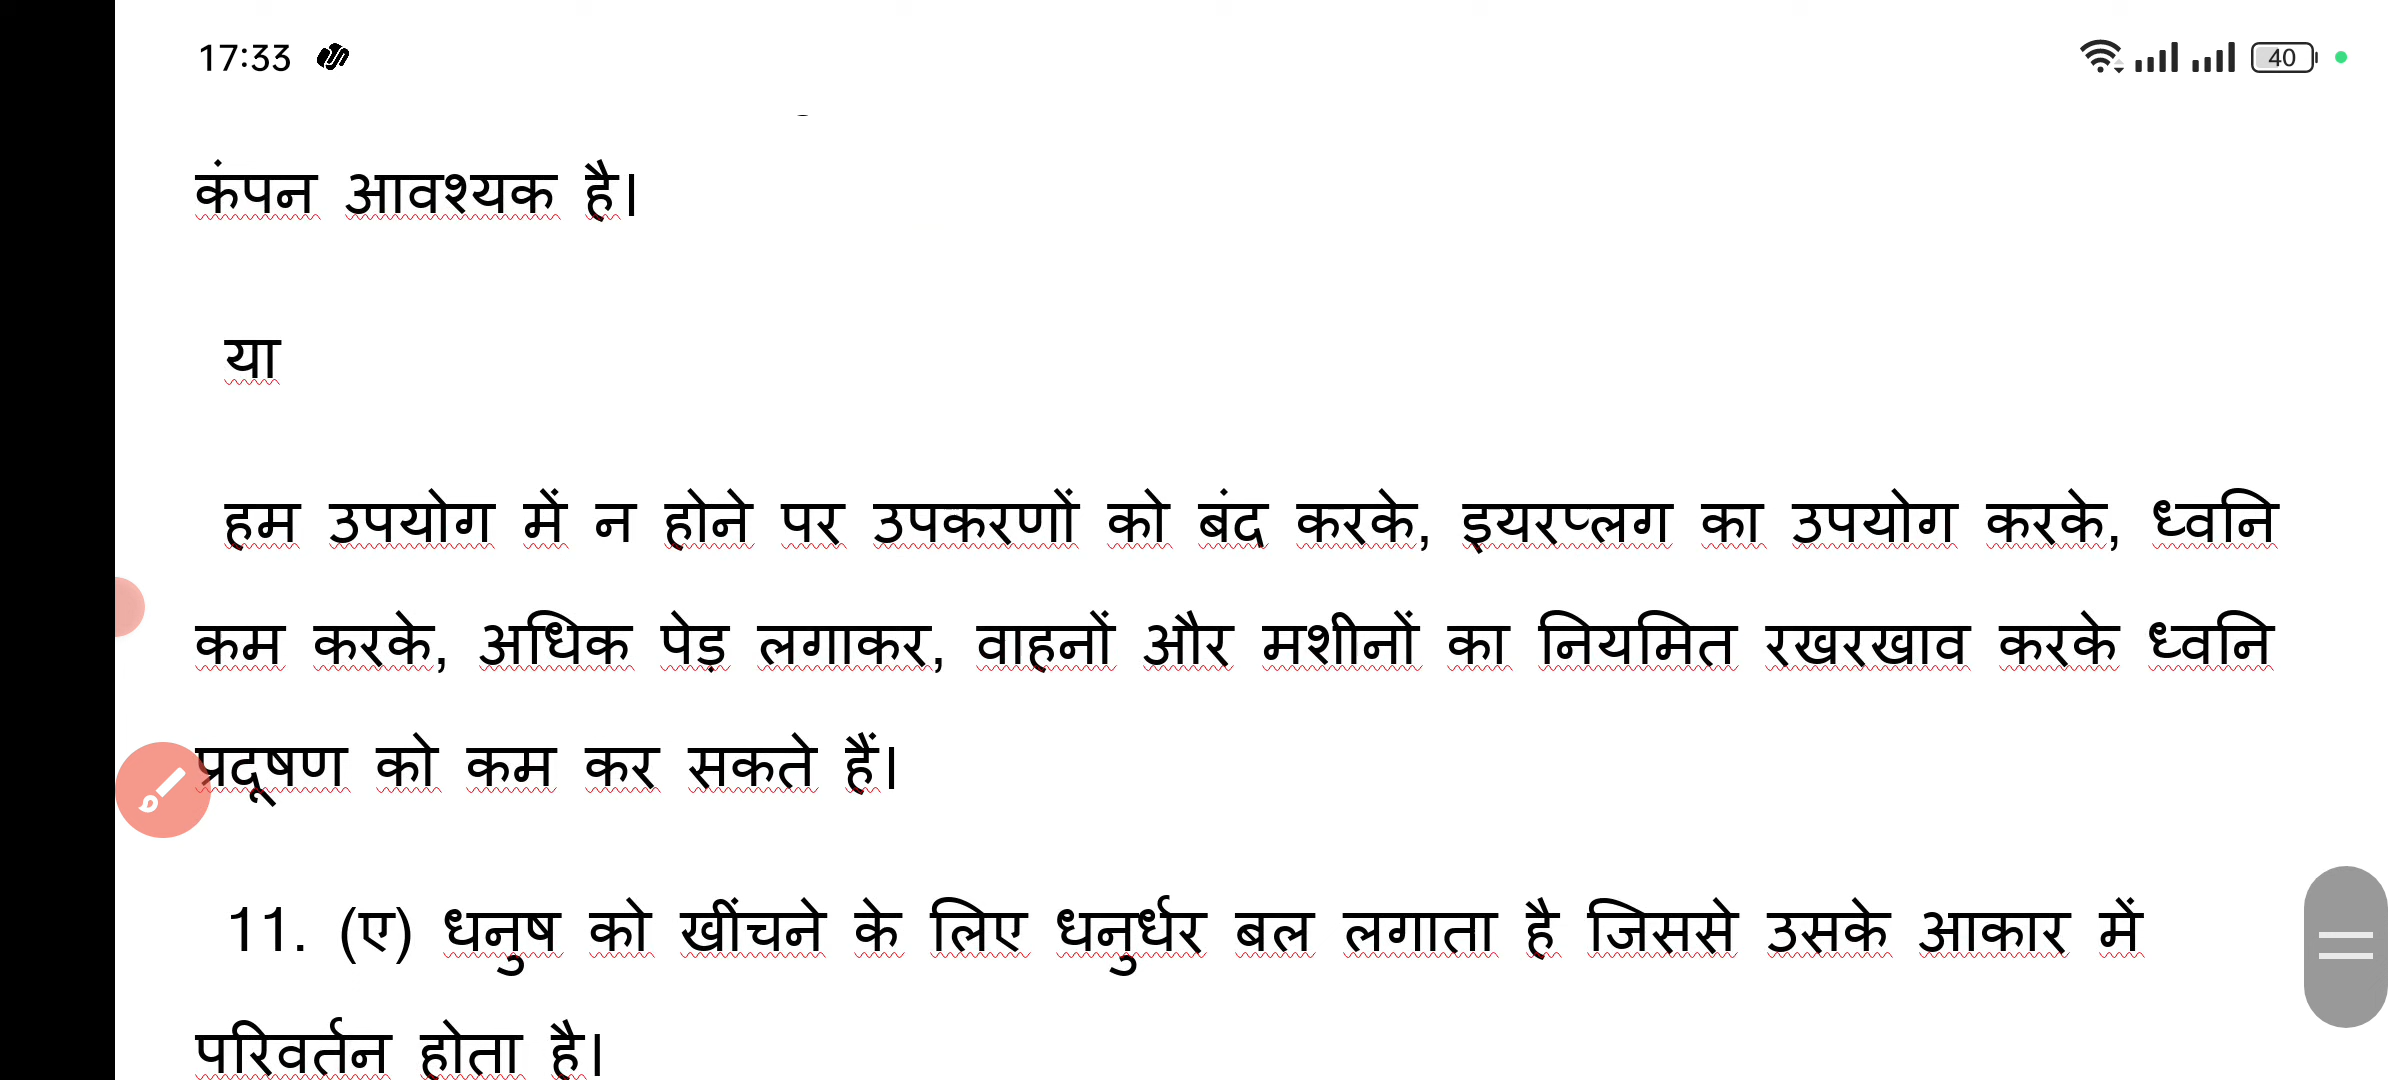 17:33
40
कंपन आवश्यक है।
या
हम उपयोग में न होने पर उपकरणों को बंद करके, इयरप्लग का उपयोग करके, ध्वनि
कम करके, अधिक पेड़ लगाकर, वाहनों और मशीनों का नियमित रखरखाव करके ध्वनि
प्रदूषण को कम कर सकते हैं।
11. (ए) धनुष को खींचने के लिए धनुर्धर बल लगाता है जिससे उसके आकार में
परिवर्तन होता है।